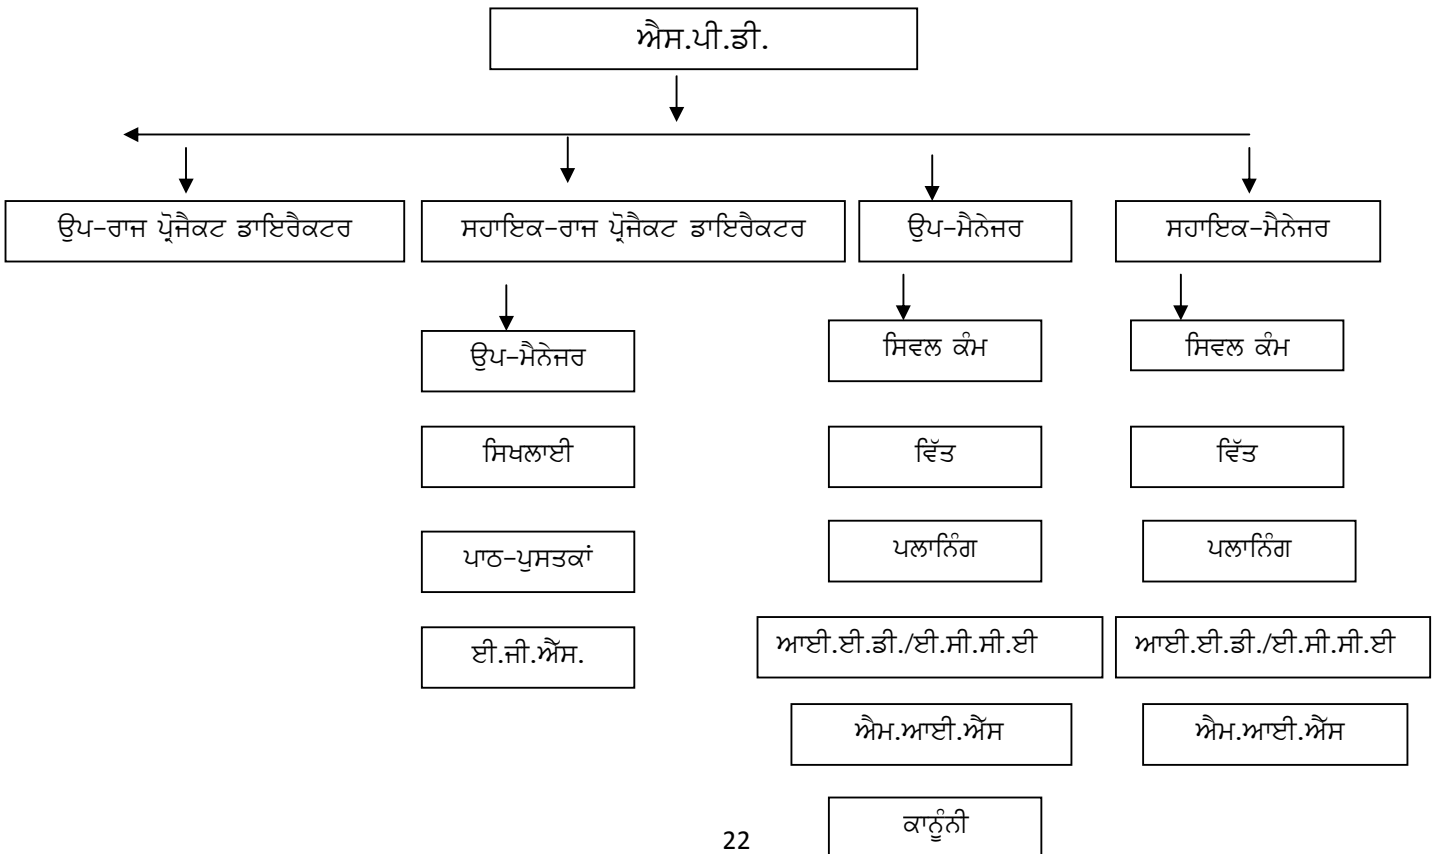 ਐਸ.ਪੀ.ਡੀ.
ਉਪ-ਰਾਜ ਪ੍ਰੋਜੈਕਟ ਡਾਇਰੈਕਟਰ
ਸਹਾਇਕ-ਰਾਜ ਪ੍ਰੋਜੈਕਟ ਡਾਇਰੈਕਟਰ
ਉਪ-ਮੈਨੇਜਰ
ਸਹਾਇਕ-ਮੈਨੇਜਰ
ਉਪ-ਮੈਨੇਜਰ
ਸਿਖਲਾਈ
ਪਾਠ-ਪੁਸਤਕਾਂ
ਈ.ਜੀ.ਐੱਸ.
ਸਿਵਲ ਕੰਮ
ਵਿੱਤ
ਪਲਾਨਿੰਗ
ਆਈ.ਈ.ਡੀ./ਈ.ਸੀ.ਸੀ.ਈ
ਐਮ.ਆਈ.ਐੱਸ
ਕਾਨੂੰਨੀ
ਸਿਵਲ ਕੰਮ
ਵਿੱਤ
ਪਲਾਨਿੰਗ
ਆਈ.ਈ.ਡੀ./ਈ.ਸੀ.ਸੀ.ਈ
ਐਮ.ਆਈ.ਐੱਸ
22